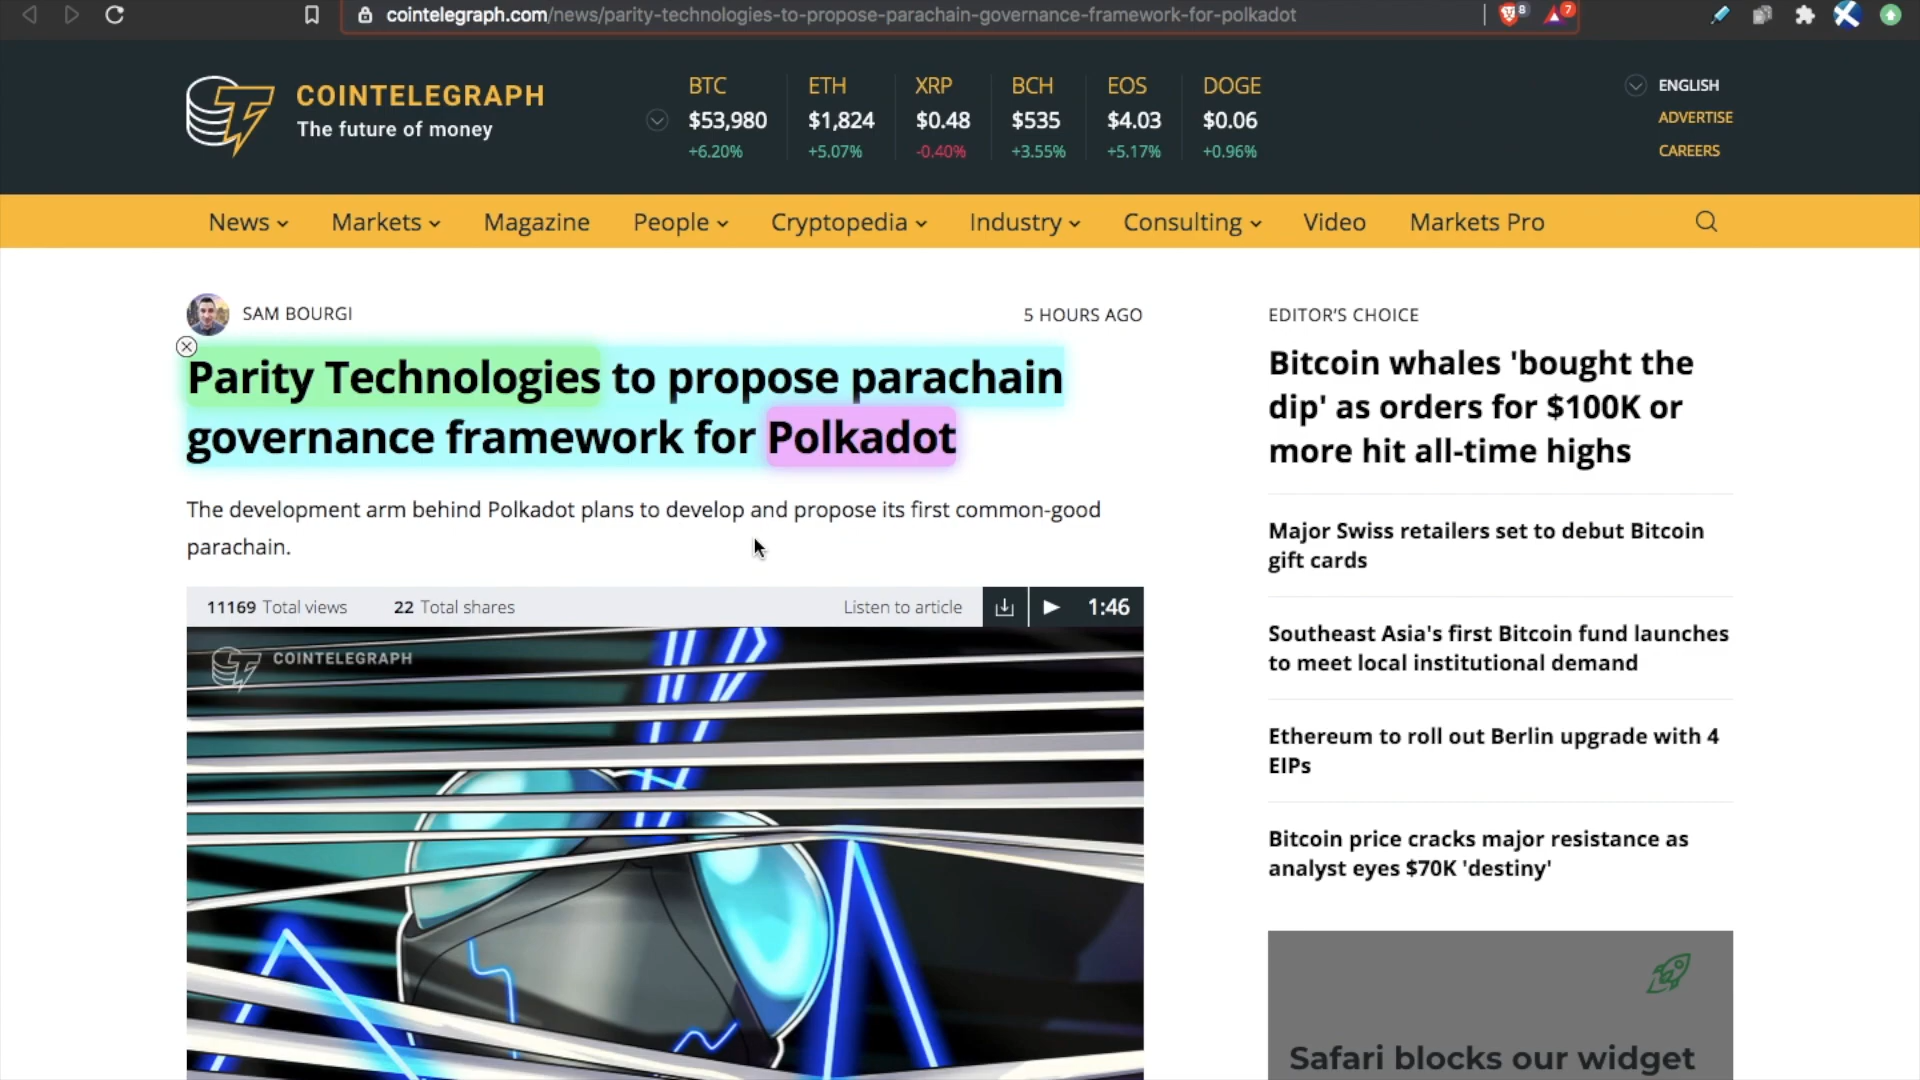 cointelegraph.com/news/parity-technologies-to-propose-parachain-governance-framework-for-polkadot
8
7
COINTELEGRAPH
The future of money
BTC ETH XRP BCH EOS DOGE
$53,980 $1,824 $0.48 $535 $4.03 $0.06
+6.20% +5.07% -0.40% +3.55% +5.17% +0.96%
ENGLISH
ADVERTISE
CAREERS
News Markets Magazine People Cryptopedia Industry Consulting Video Markets Pro
SAM BOURGI
5 HOURS AGO
Parity Technologies to propose parachain
governance framework for Polkadot
The development arm behind Polkadot plans to develop and propose its first common-good
parachain.
11169 Total views 22 Total shares Listen to article 1:46
COINTELEGRAPH
EDITOR'S CHOICE
Bitcoin whales 'bought the
dip' as orders for $100K or
more hit all-time highs
Major Swiss retailers set to debut Bitcoin
gift cards
Southeast Asia's first Bitcoin fund launches
to meet local institutional demand
Ethereum to roll out Berlin upgrade with 4
EIPs
Bitcoin price cracks major resistance as
analyst eyes $70K 'destiny'
Safari blocks our widget